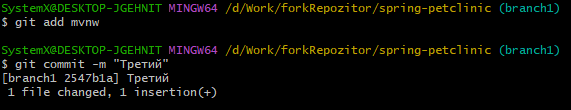 SystemX@DESKTOP-JGEHNIT MINGW64 /d/Work/forkRepozitor/spring-petclinic (branch1)
$ git add mvnw
SystemX@DESKTOP-JGEHNIT MINGW64 /d/Work/forkRepozitor/spring-petclinic (branch1)
$ git commit -m "Третий"
[branch1 2547b1a] Третий
 1 file changed, 1 insertion(+)